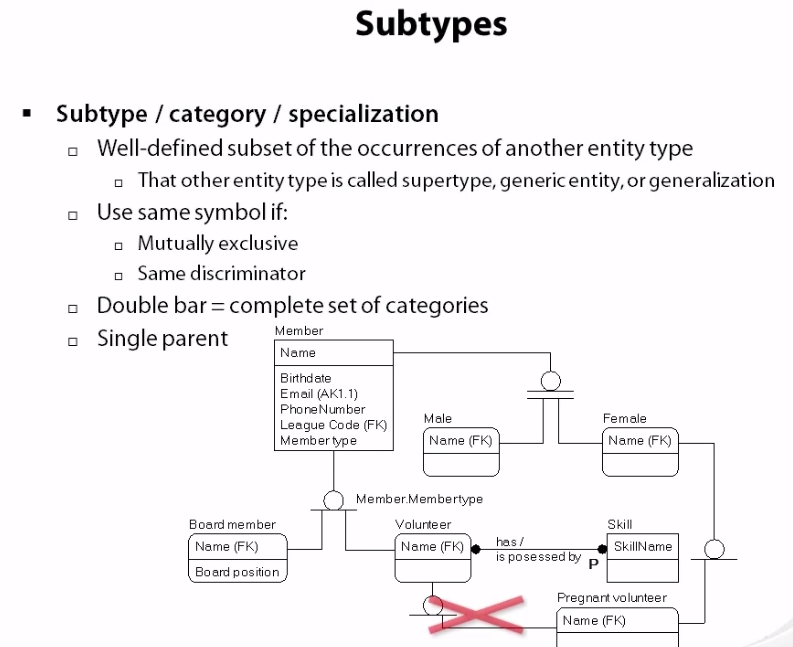 Subtypes
Subtype / category / specialization
Well-defined subset of the occurrences of another entity type
That other entity type is called supertype, generic entity, or generalization
Use same symbol if:
Mutually exclusive
Same discriminator
Double bar = complete set of categories
Single parent
Member
Name
Birthdate
Email (AK1.1)
PhoneNumber
League Code (FK)
Member type
Male
Name (FK)
Female
Name (FK)
Member.Membertype
Board member
Name (FK)
Board position
Volunteer
Name (FK)
has /
is posessed by
P
Skill
SkillName
Pregnant volunteer
Name (FK)